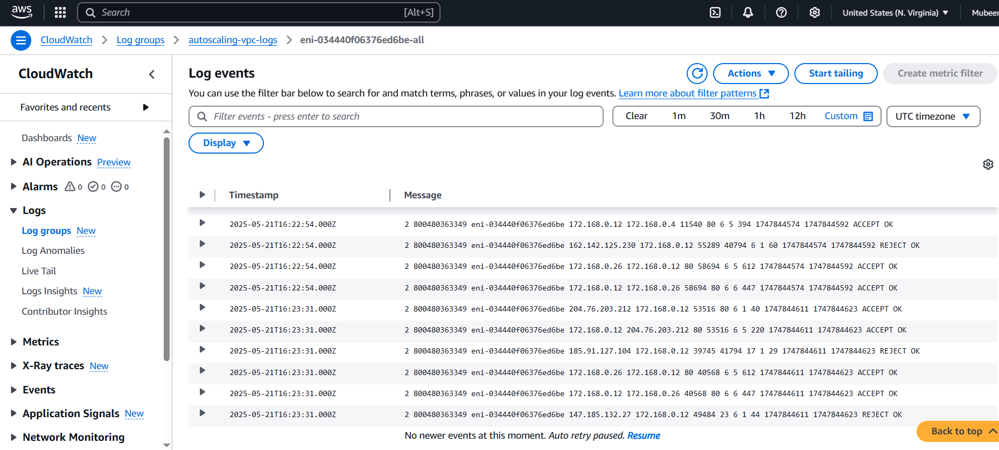 aws Search [Alt+S] United States (N. Virginia) Mubeen
CloudWatch Log groups autoscaling-vpc-logs eni-034440f06376ed6be-all
CloudWatch
Favorites and recents
Dashboards New
AI Operations Preview
Alarms 0 0 0
Logs
Log groups New
Log Anomalies
Live Tail
Logs Insights New
Contributor Insights
Metrics
X-Ray traces New
Events
Application Signals New
Network Monitoring
Log events
Actions Start tailing Create metric filter
You can use the filter bar below to search for and match terms, phrases, or values in your log events. Learn more about filter patterns
Filter events - press enter to search Clear 1m 30m 1h 12h Custom UTC timezone
Display
Timestamp Message
2025-05-21T16:22:54.000Z 2 800480363349 eni-034440f06376ed6be 172.168.0.12 172.168.0.4 11540 80 6 5 394 1747844574 1747844592 ACCEPT OK
2025-05-21T16:22:54.000Z 2 800480363349 eni-034440f06376ed6be 162.142.125.230 172.168.0.12 55289 40794 6 1 60 1747844574 1747844592 REJECT OK
2025-05-21T16:22:54.000Z 2 800480363349 eni-034440f06376ed6be 172.168.0.26 172.168.0.12 80 58694 6 5 612 1747844574 1747844592 ACCEPT OK
2025-05-21T16:22:54.000Z 2 800480363349 eni-034440f06376ed6be 172.168.0.12 172.168.0.26 58694 80 6 6 447 1747844574 1747844592 ACCEPT OK
2025-05-21T16:23:31.000Z 2 800480363349 eni-034440f06376ed6be 204.76.203.212 172.168.0.12 53516 80 6 1 40 1747844611 1747844623 ACCEPT OK
2025-05-21T16:23:31.000Z 2 800480363349 eni-034440f06376ed6be 172.168.0.12 204.76.203.212 80 53516 6 5 220 1747844611 1747844623 ACCEPT OK
2025-05-21T16:23:31.000Z 2 800480363349 eni-034440f06376ed6be 185.91.127.104 172.168.0.12 39745 41794 17 1 29 1747844611 1747844623 REJECT OK
2025-05-21T16:23:31.000Z 2 800480363349 eni-034440f06376ed6be 172.168.0.26 172.168.0.12 80 40568 6 5 612 1747844611 1747844623 ACCEPT OK
2025-05-21T16:23:31.000Z 2 800480363349 eni-034440f06376ed6be 172.168.0.12 172.168.0.26 40568 80 6 6 447 1747844611 1747844623 ACCEPT OK
2025-05-21T16:23:31.000Z 2 800480363349 eni-034440f06376ed6be 147.185.132.27 172.168.0.12 49484 23 6 1 44 1747844611 1747844623 REJECT OK
No newer events at this moment. Auto retry paused. Resume
Back to top